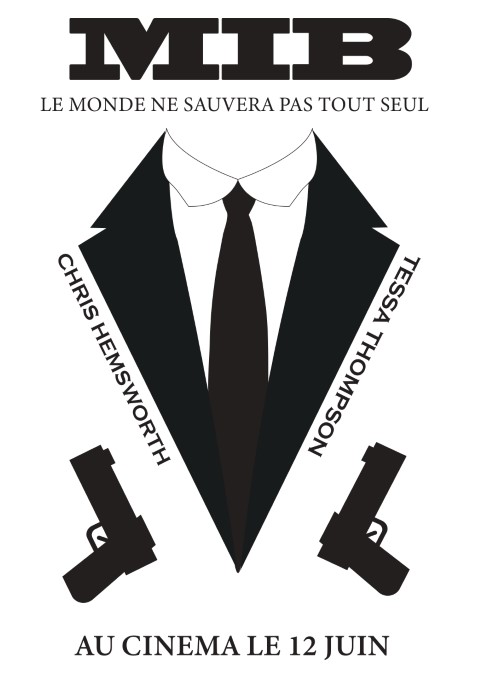 MIB
LE MONDE NE SAUVERA PAS TOUT SEUL
CHRIS HEMSWORTH
TESSA THOMPSON
AU CINEMA LE 12 JUIN